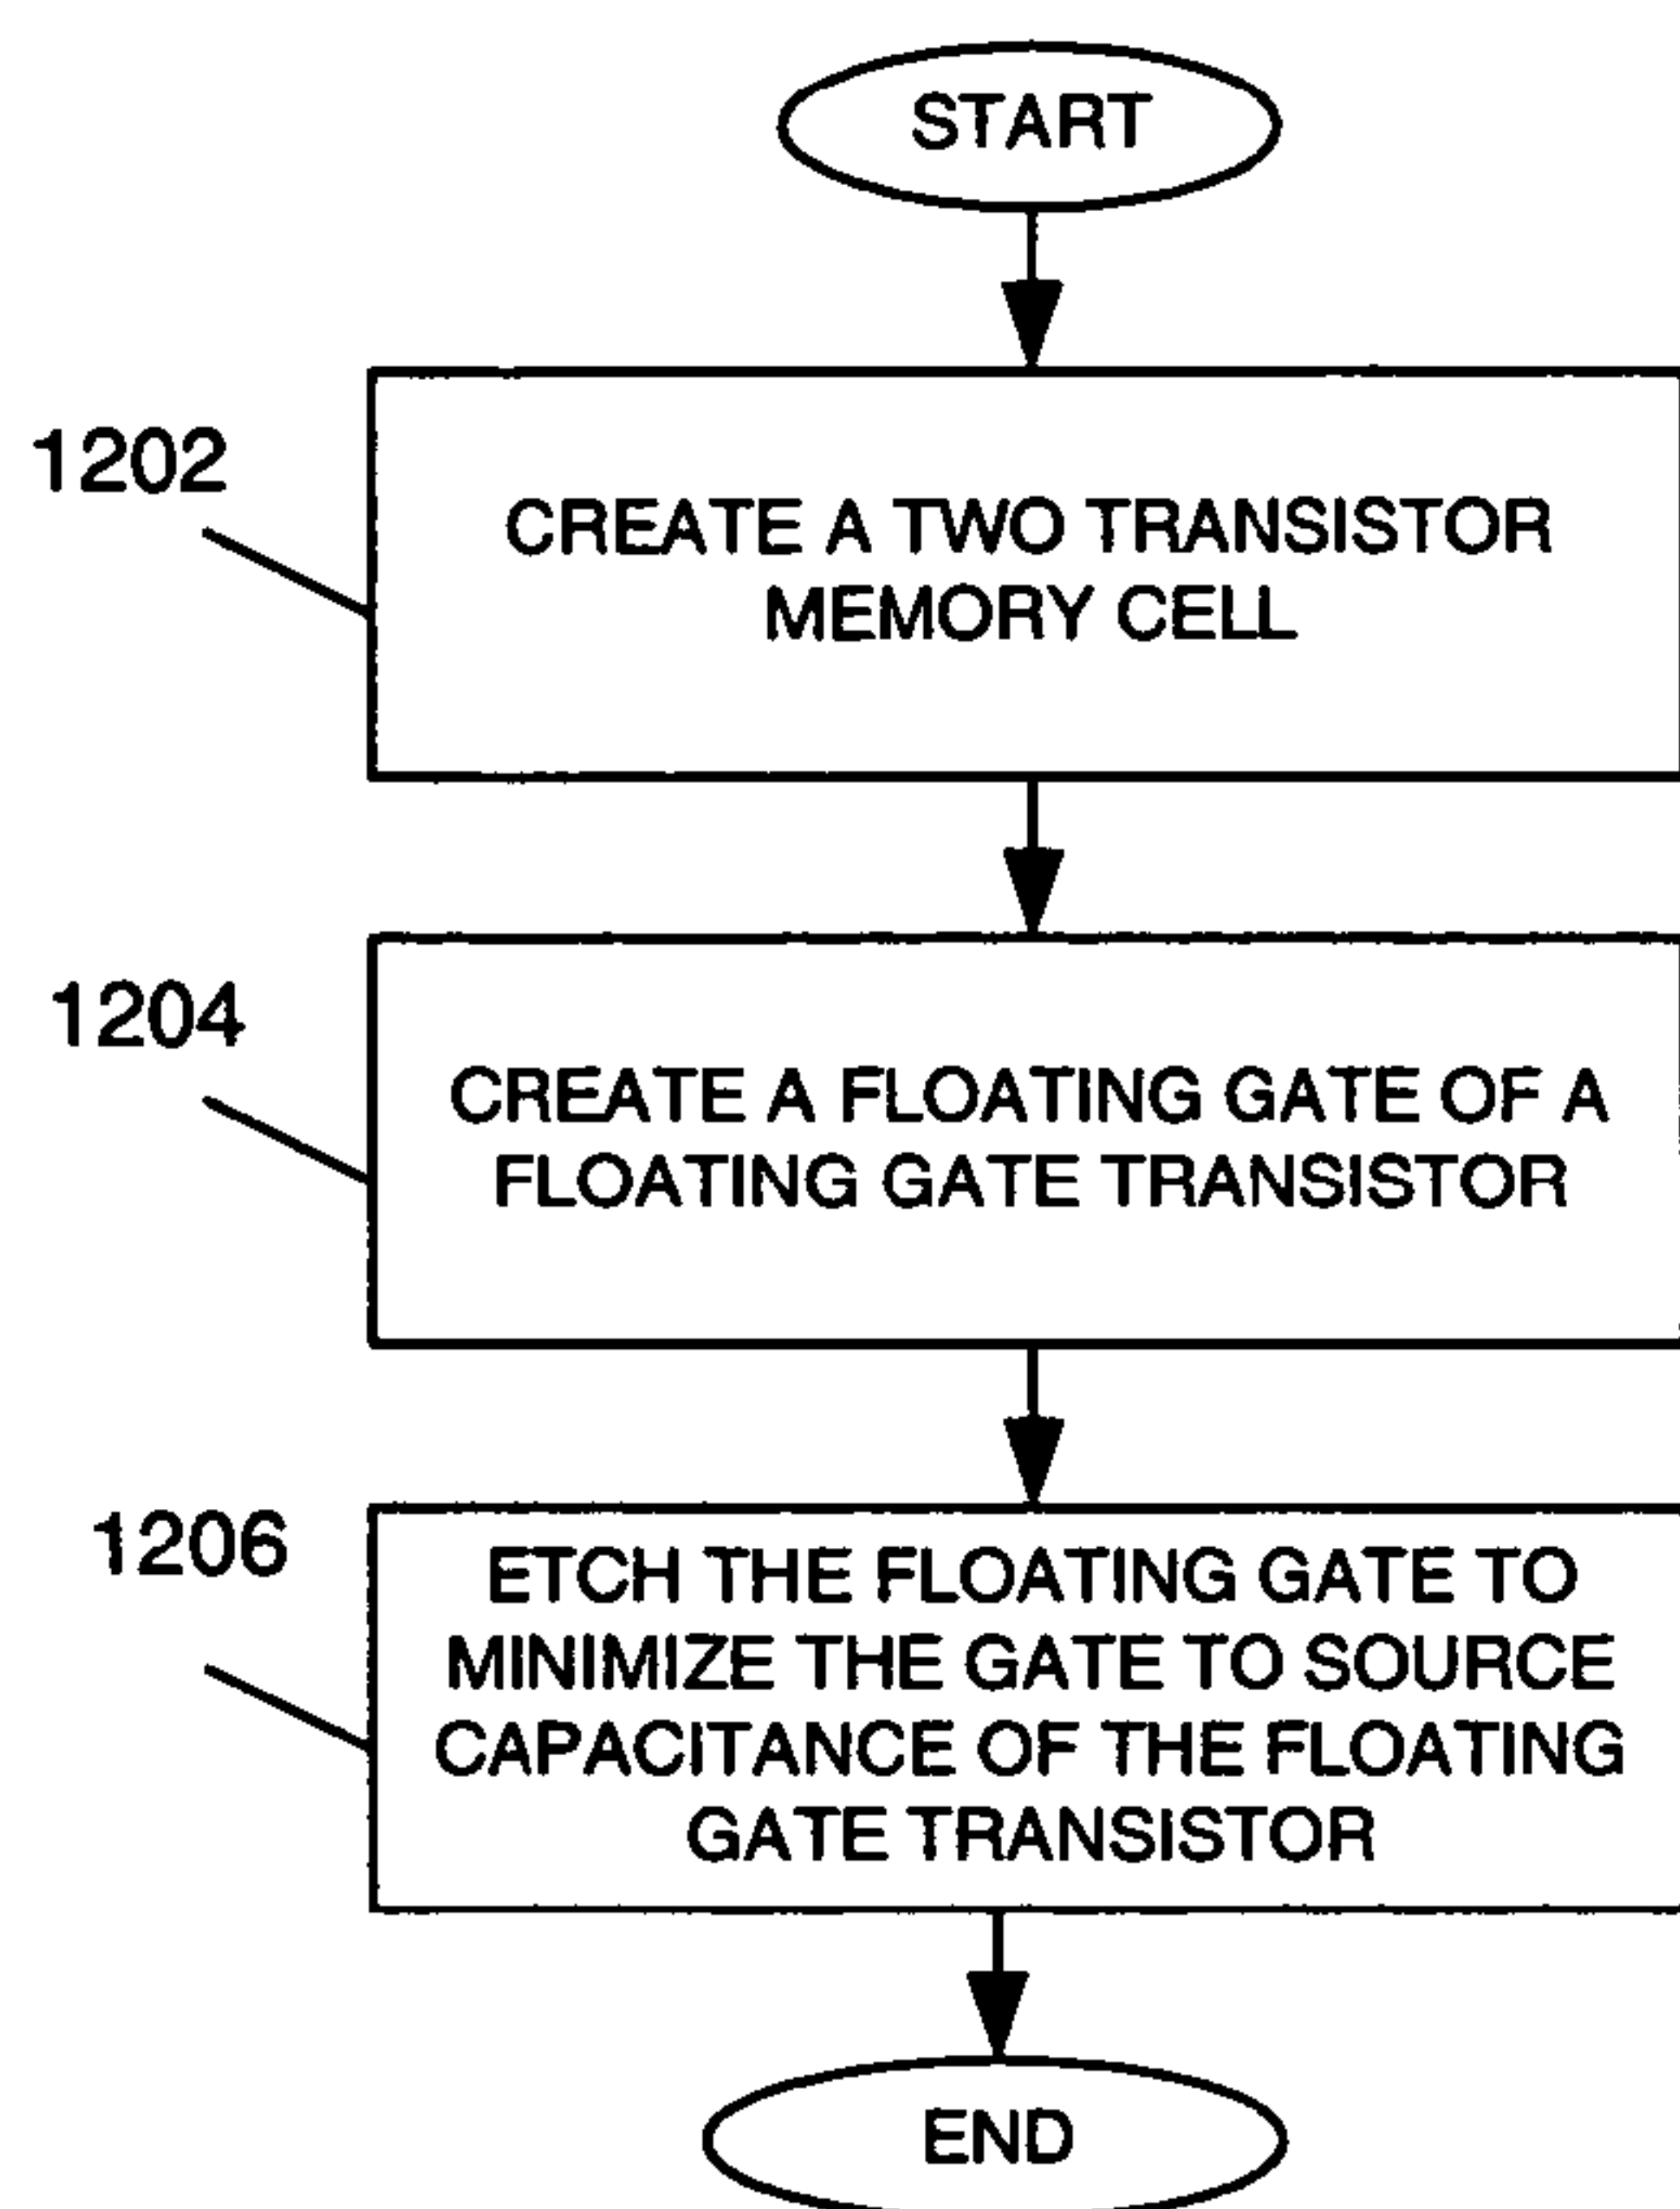 START
1202
CREATE A TWO TRANSISTOR
MEMORY CELL
1204
CREATE A FLOATING GATE OF A
FLOATING GATE TRANSISTOR
1206
ETCH THE FLOATING GATE TO
MINIMIZE THE GATE TO SOURCE
CAPACITANCE OF THE FLOATING
GATE TRANSISTOR
END